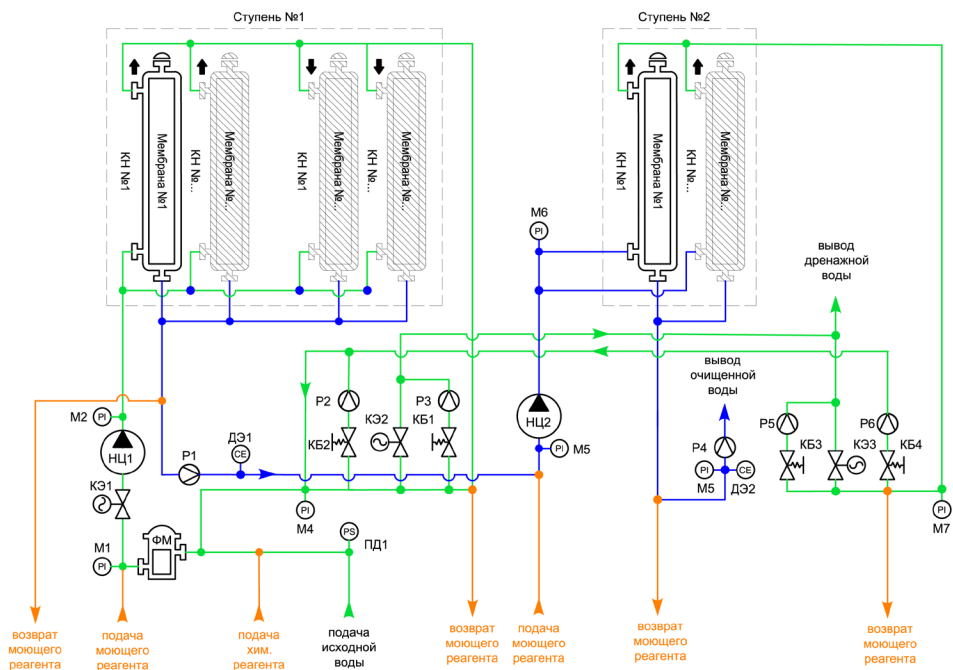 Ступень №1
Ступень №2
КН №1
Мембрана №1
КН №...
Мембрана №...
КН №1
Мембрана №...
КН №...
Мембрана №...
КН №1
Мембрана №1
КН №...
Мембрана №...
М6
PI
вывод
дренажной
воды
вывод
очищенной
воды
М2
PI
НЦ1
Р2
КЭ2
Р3
КБ1
КБ2
НЦ2
PI
М5
Р5
КБ3
КЭ3
Р6
КБ4
Р1
ДЭ1
CE
Р4
PI
CE
М5
ДЭ2
КЭ1
PI
М4
PI
М7
М1
PI
ФМ
PS
ПД1
возврат
моющего
реагента
подача
моющего
реагента
подача
хим.
реагента
подача
исходной
воды
возврат
моющего
реагента
подача
моющего
реагента
возврат
моющего
реагента
возврат
моющего
реагента